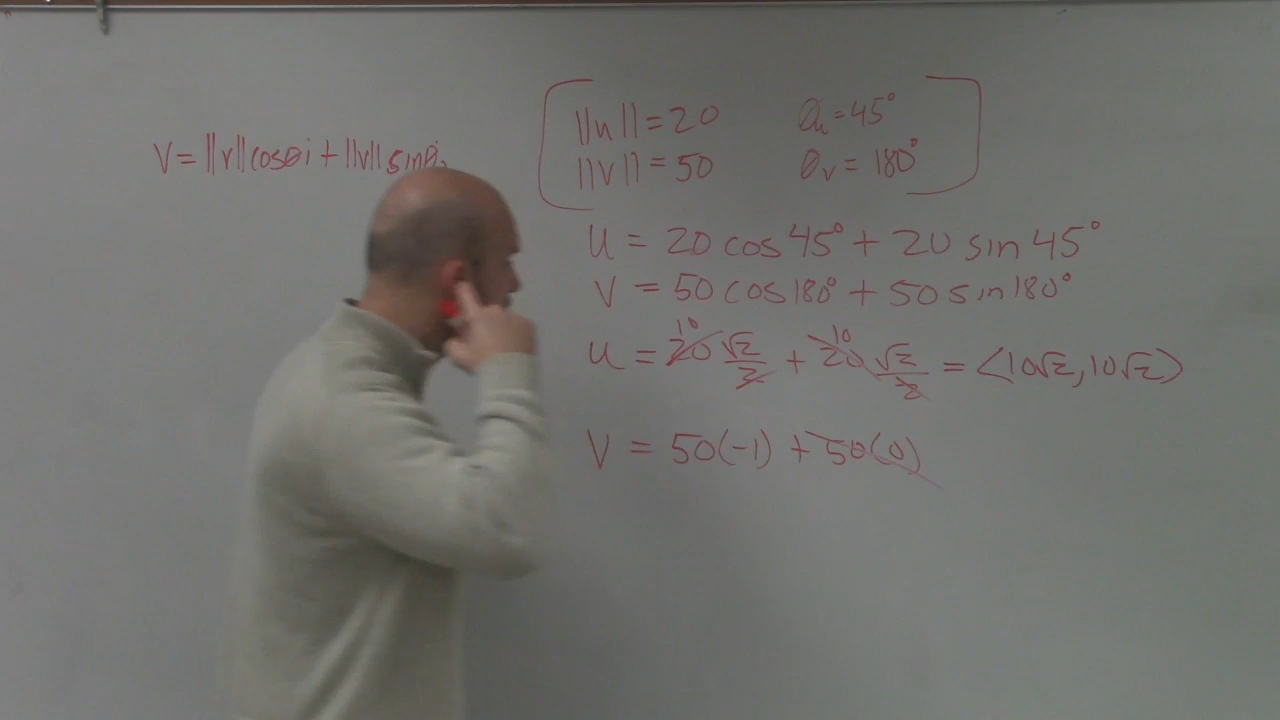 V = ||v|| cosθ i + ||v|| sinθ
||u|| = 20 θu = 45°
||v|| = 50 θv = 180°
u = 20 cos 45° + 20 sin 45°
v = 50 cos 180° + 50 sin 180°
10 10
u = 20 √2/2 + 20 √2/2 = ⟨10√2, 10√2⟩
v = 50(-1) + 50(0)